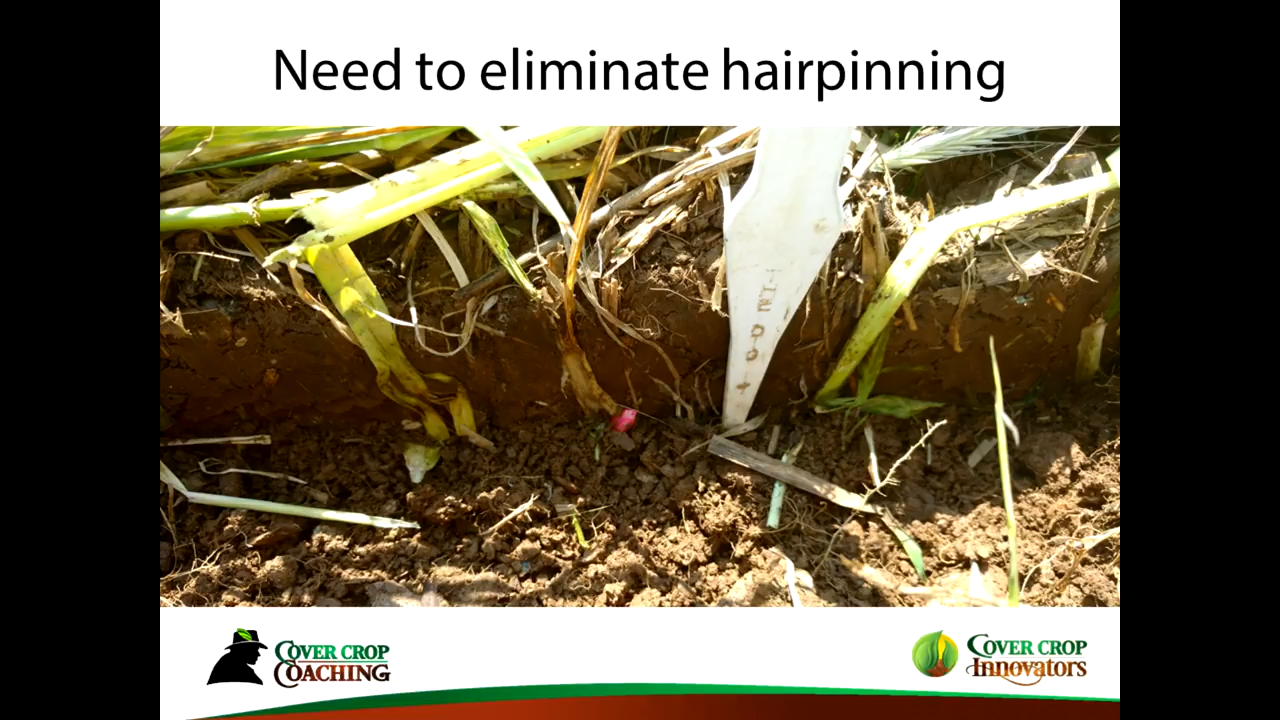 Need to eliminate hairpinning
COVER CROP
COACHING
COVER CROP
INNOVATORS